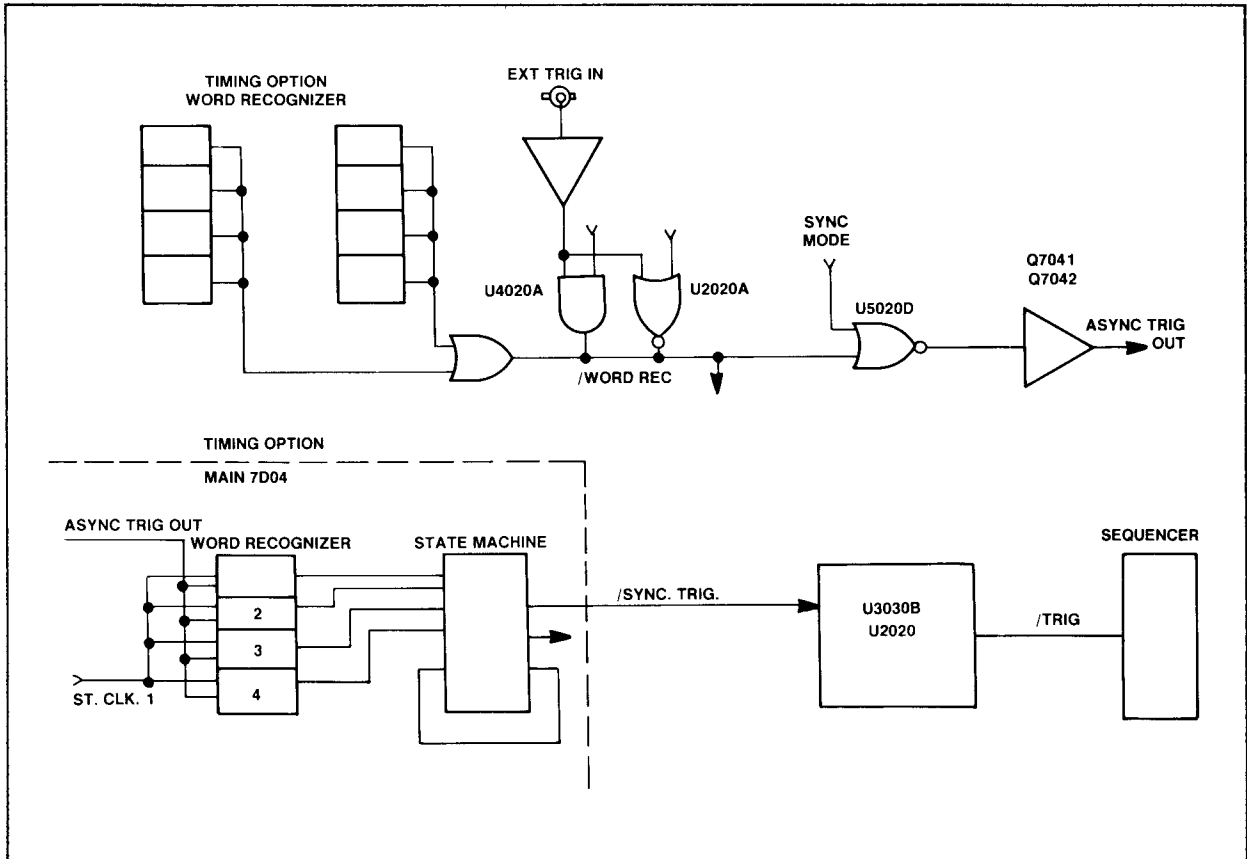 TIMING OPTION
WORD RECOGNIZER
EXT TRIG IN
U4020A
U2020A
SYNC
MODE
U5020D
Q7041
Q7042
ASYNC TRIG
OUT
/WORD REC
TIMING OPTION
MAIN 7D04
ASYNC TRIG OUT
WORD RECOGNIZER
2
3
4
ST. CLK. 1
STATE MACHINE
/SYNC. TRIG.
U3030B
U2020
/TRIG
SEQUENCER